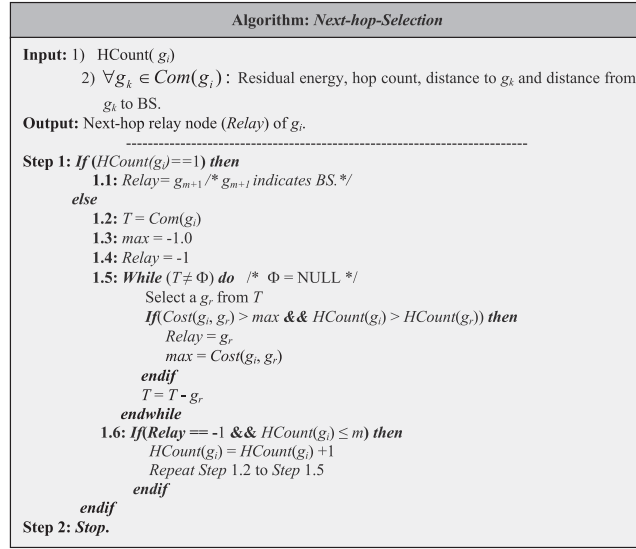 Algorithm: Next-hop-Selection
Input: 1) HCount( gi)
2) ∀gk ∈ Com(gi) : Residual energy, hop count, distance to gk and distance from
gk to BS.
Output: Next-hop relay node (Relay) of gi.
--------------------------------------------------------------------------
Step 1: If (HCount(gi)==1) then
1.1: Relay= gm+1 /* gm+1 indicates BS.*/
else
1.2: T = Com(gi)
1.3: max = -1.0
1.4: Relay = -1
1.5: While (T≠ Φ) do /* Φ = NULL */
Select a gr from T
If(Cost(gi, gr) > max && HCount(gi) > HCount(gr)) then
Relay = gr
max = Cost(gi, gr)
endif
T = T - gr
endwhile
1.6: If(Relay == -1 && HCount(gi) ≤ m) then
HCount(gi) = HCount(gi) +1
Repeat Step 1.2 to Step 1.5
endif
endif
Step 2: Stop.